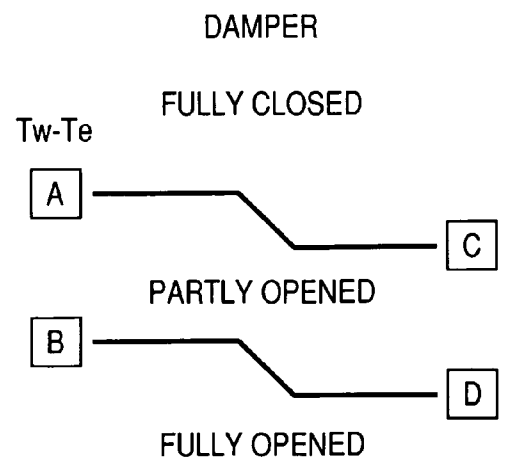 DAMPER
FULLY CLOSED
Tw-Te
A
C
PARTLY OPENED
B
D
FULLY OPENED